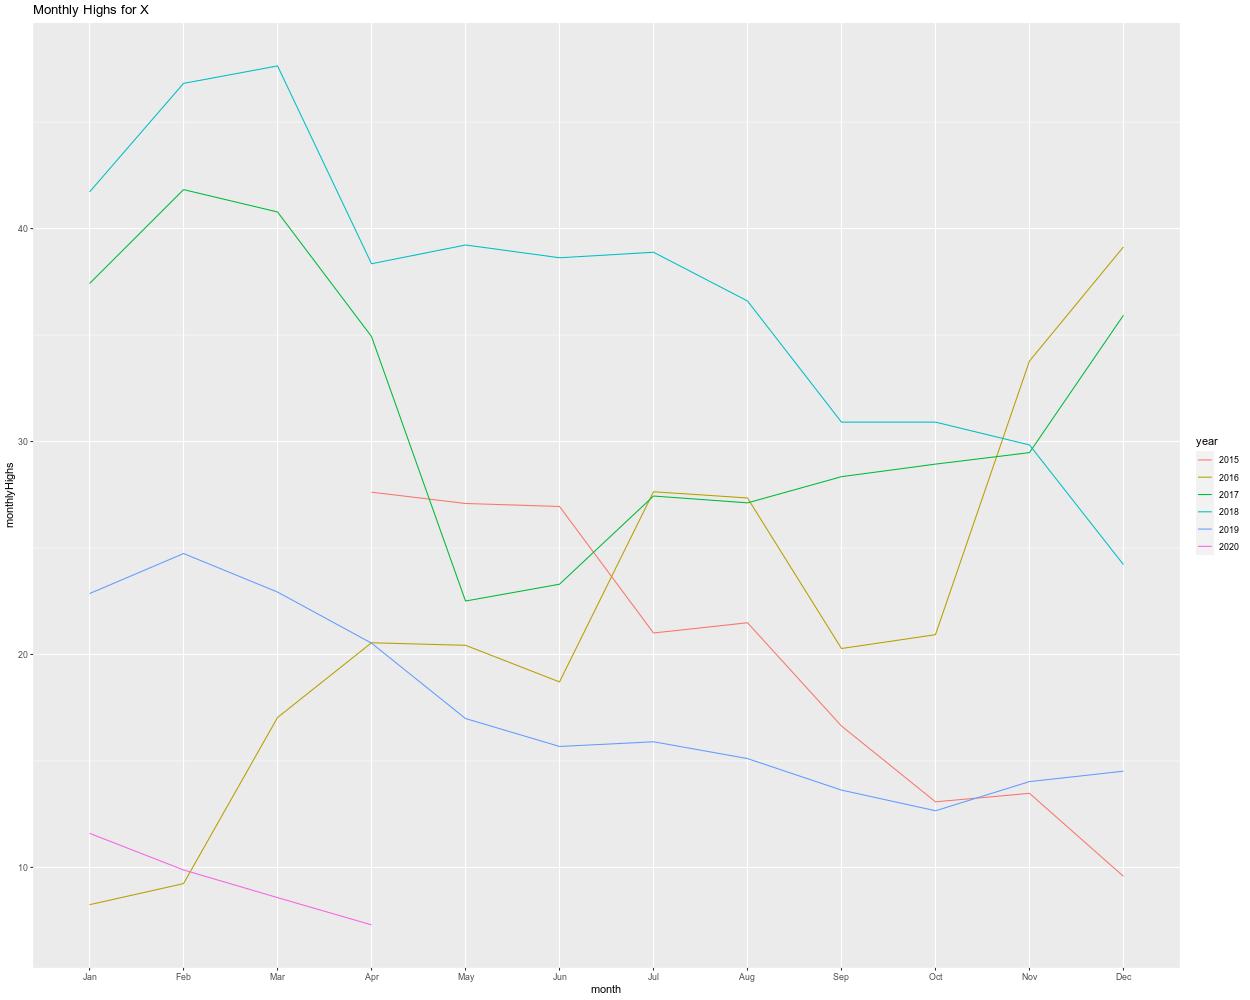 Monthly Highs for X
monthlyHighs
40
30
20
10
Jan Feb Mar Apr May Jun Jul Aug Sep Oct Nov Dec
month
year
2015
2016
2017
2018
2019
2020